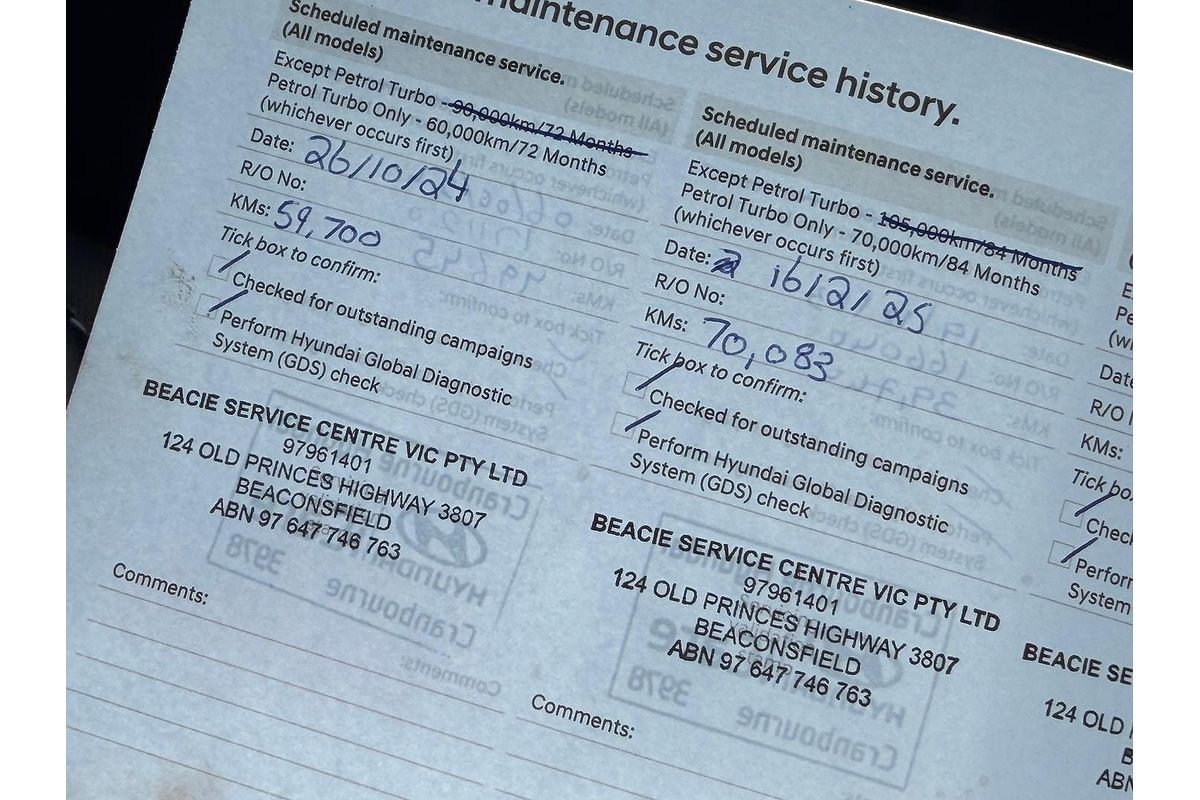 maintenance service history.
Scheduled maintenance service.
(All models)
Except Petrol Turbo - 90,000km/72 Months
Petrol Turbo Only - 60,000km/72 Months
(whichever occurs first)
Date: 26/10/24
R/O No:
KMs: 59,700
Tick box to confirm:
Checked for outstanding campaigns
Perform Hyundai Global Diagnostic
System (GDS) check
BEACIE SERVICE CENTRE VIC PTY LTD
97961401
124 OLD PRINCES HIGHWAY 3807
BEACONSFIELD
ABN 97 647 746 763
Comments:
Scheduled maintenance service.
(All models)
Except Petrol Turbo - 105,000km/84 Months
Petrol Turbo Only - 70,000km/84 Months
(whichever occurs first)
Date: 16/2/25
R/O No:
KMs: 70,083
Tick box to confirm:
Checked for outstanding campaigns
Perform Hyundai Global Diagnostic
System (GDS) check
BEACIE SERVICE CENTRE VIC PTY LTD
97961401
124 OLD PRINCES HIGHWAY 3807
BEACONSFIELD
ABN 97 647 746 763
Comments:
Date
R/O
KMs:
Tick box
Check
Perform
System
BEACIE SE
124 OLD
ABN